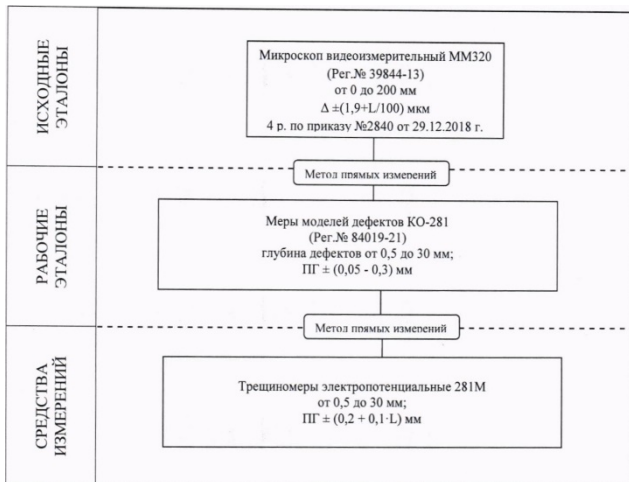 ИСХОДНЫЕ
ЭТАЛОНЫ
Микроскоп видеоизмерительный ММ320
(Рег.№ 39844-13)
от 0 до 200 мм
Δ ±(1,9+L/100) мкм
4 р. по приказу №2840 от 29.12.2018 г.
Метод прямых измерений
РАБОЧИЕ
ЭТАЛОНЫ
Меры моделей дефектов КО-281
(Рег.№ 84019-21)
глубина дефектов от 0,5 до 30 мм;
ПГ ± (0,05 - 0,3) мм
Метод прямых измерений
СРЕДСТВА
ИЗМЕРЕНИЙ
Трещиномеры электропотенциальные 281М
от 0,5 до 30 мм;
ПГ ± (0,2 + 0,1·L) мм